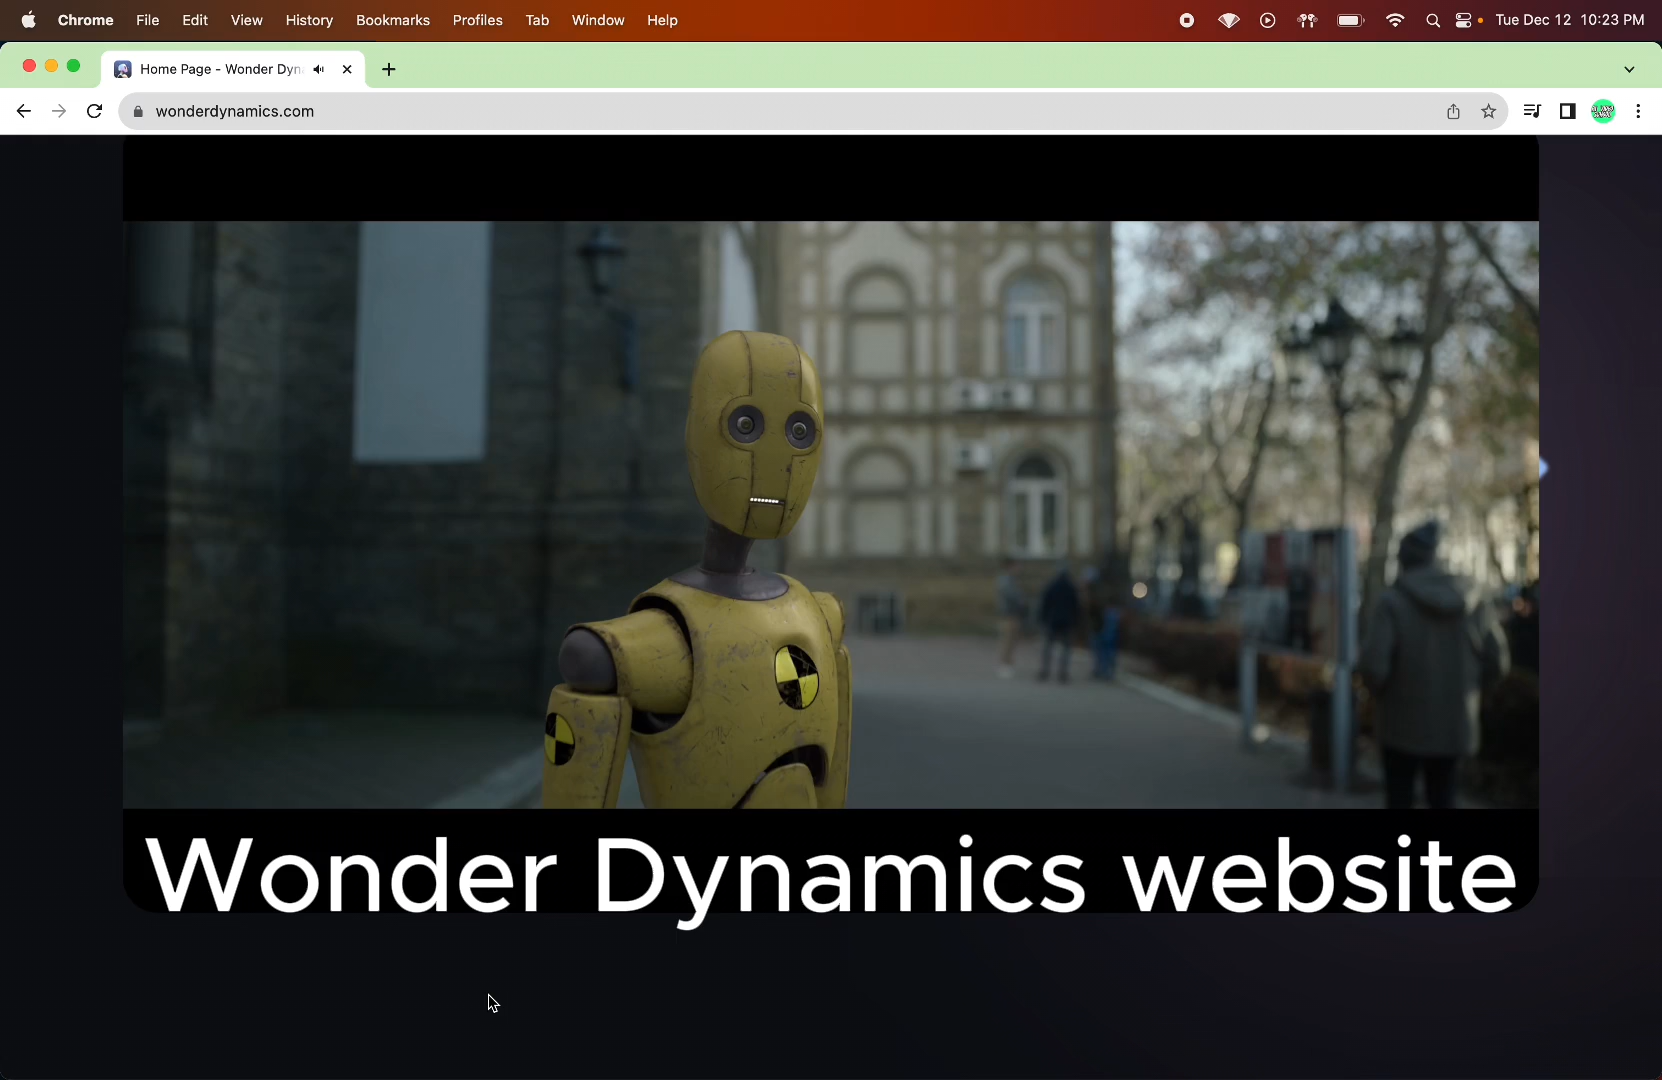 Chrome File Edit View History Bookmarks Profiles Tab Window Help Tue Dec 12 10:23 PM
Home Page - Wonder Dyn
wonderdynamics.com
Wonder Dynamics website